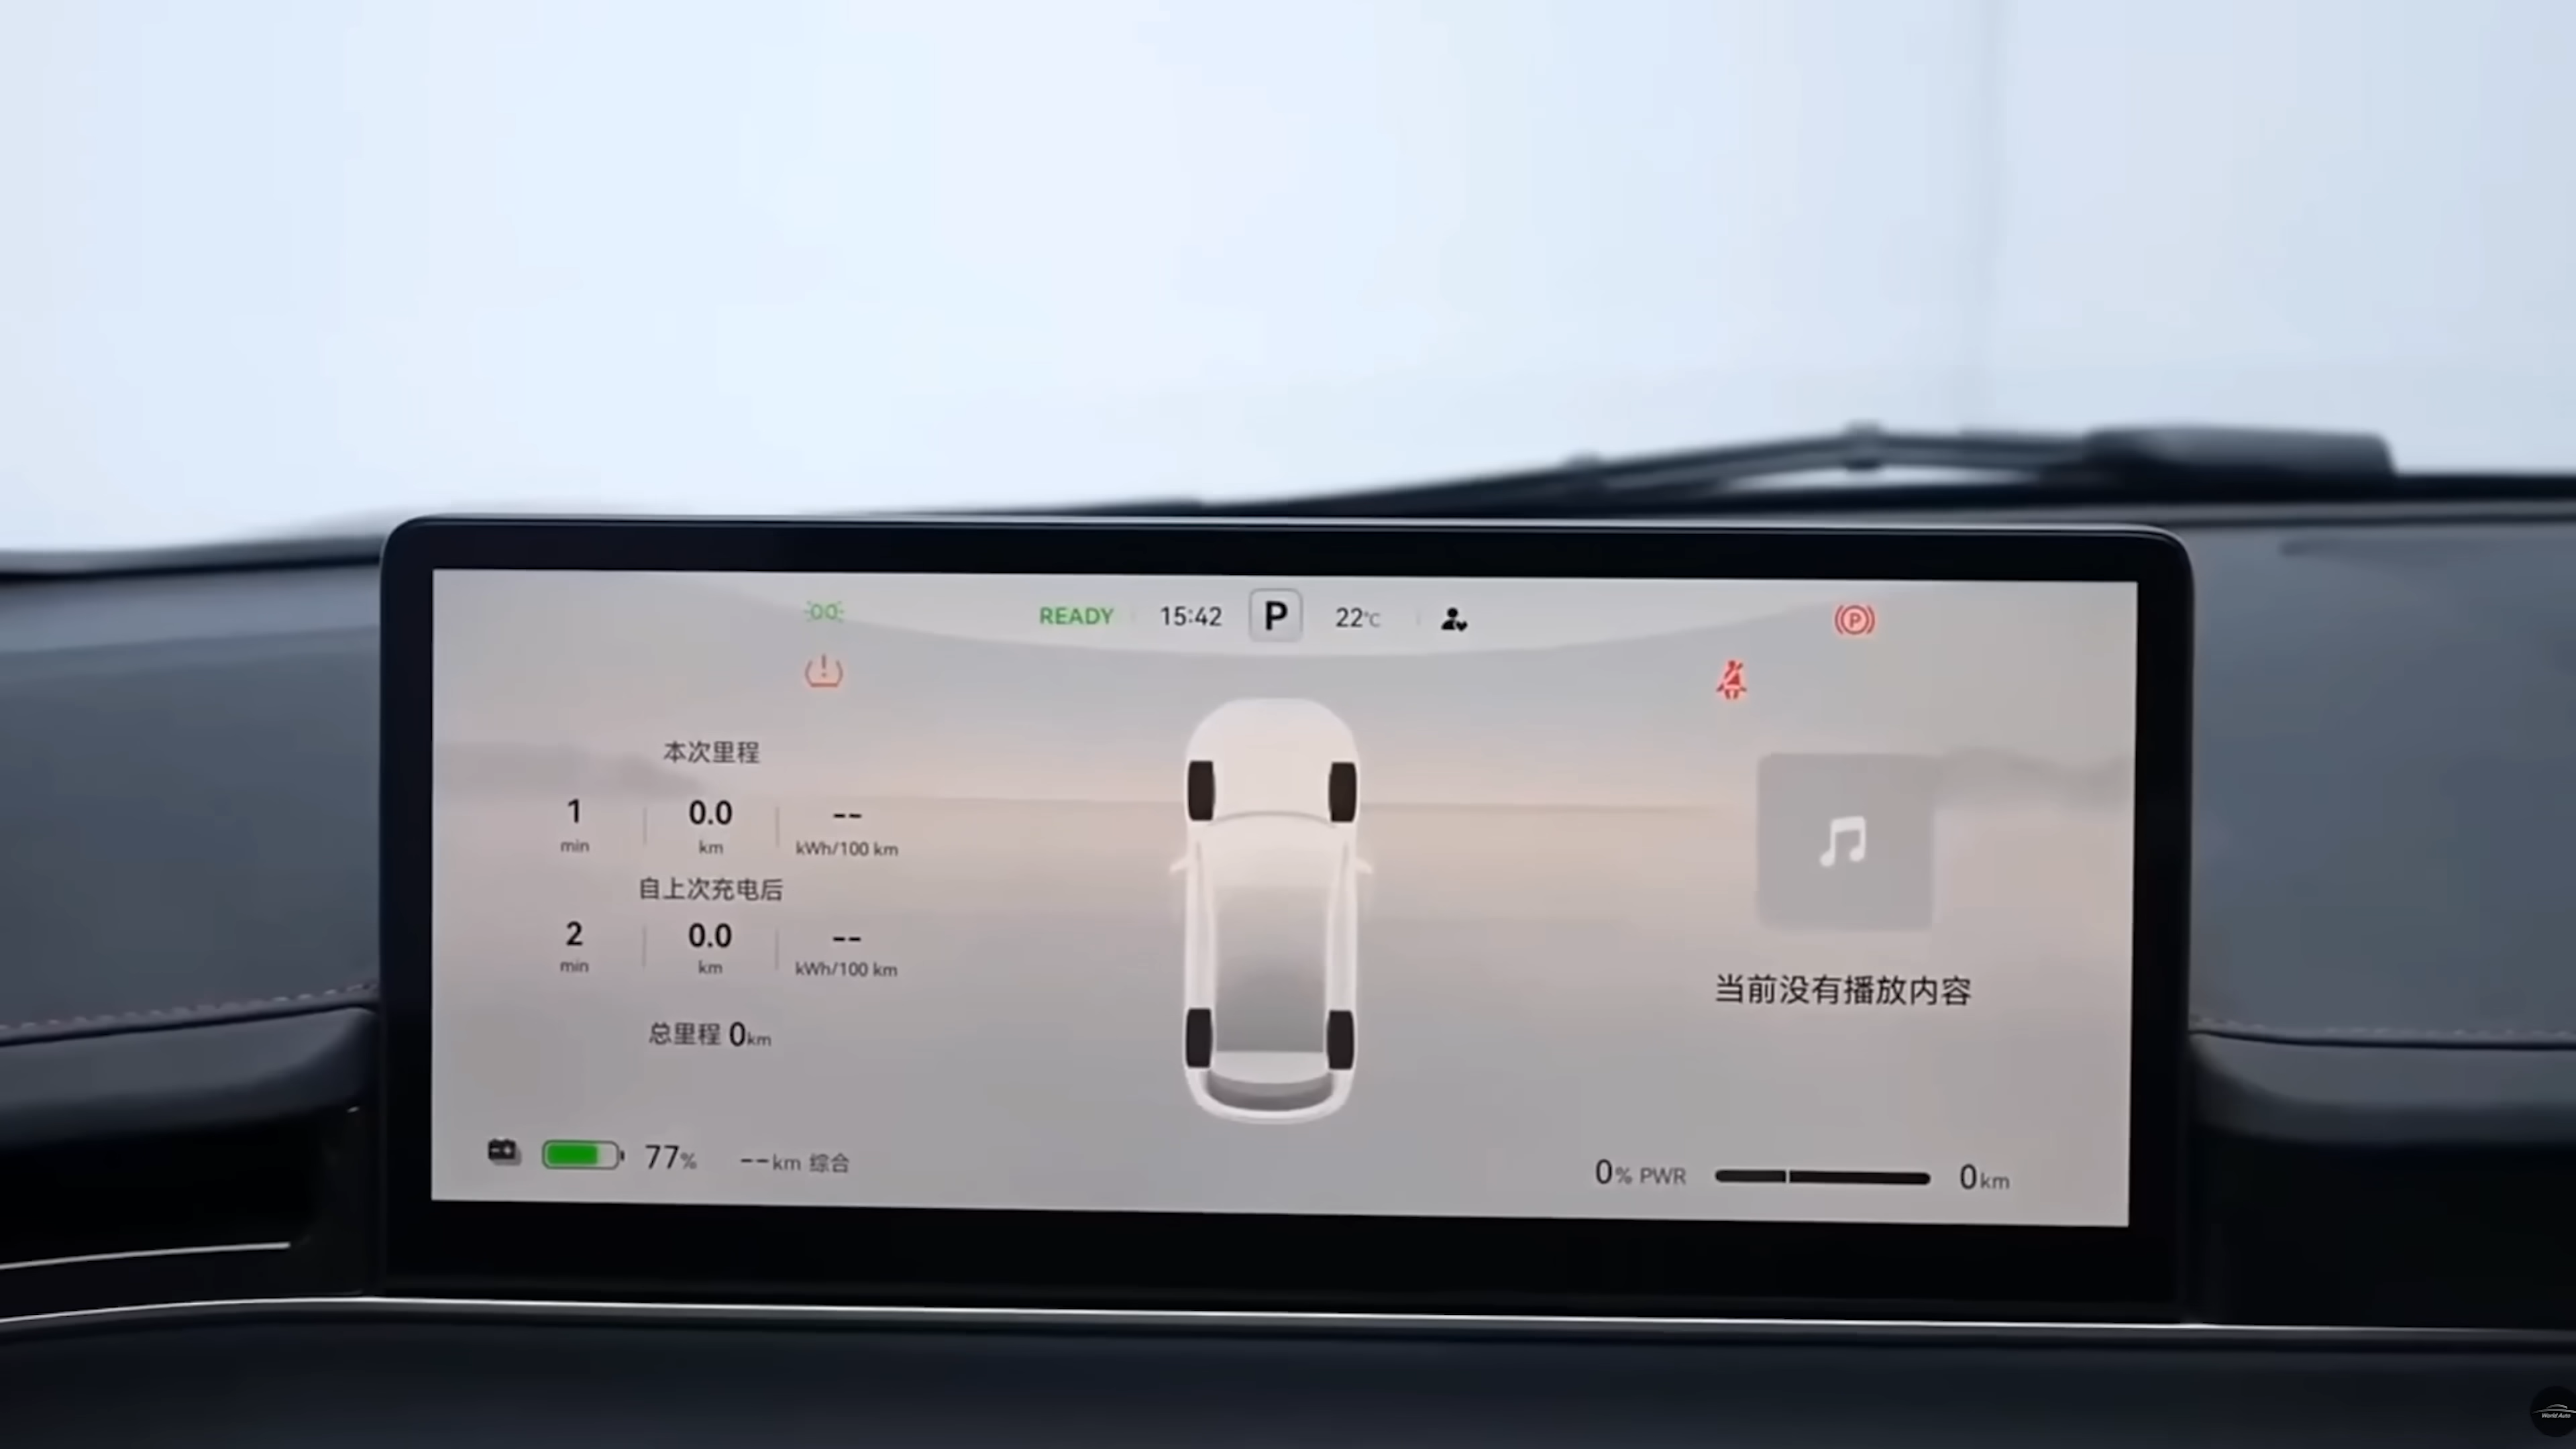 READY 15:42 P 22°C
P
本次里程
1 0.0 --
min km kWh/100 km
自上次充电后
2 0.0 --
min km kWh/100 km
总里程 0km
当前没有播放内容
77% --km 综合
0% PWR 0km
World Auto